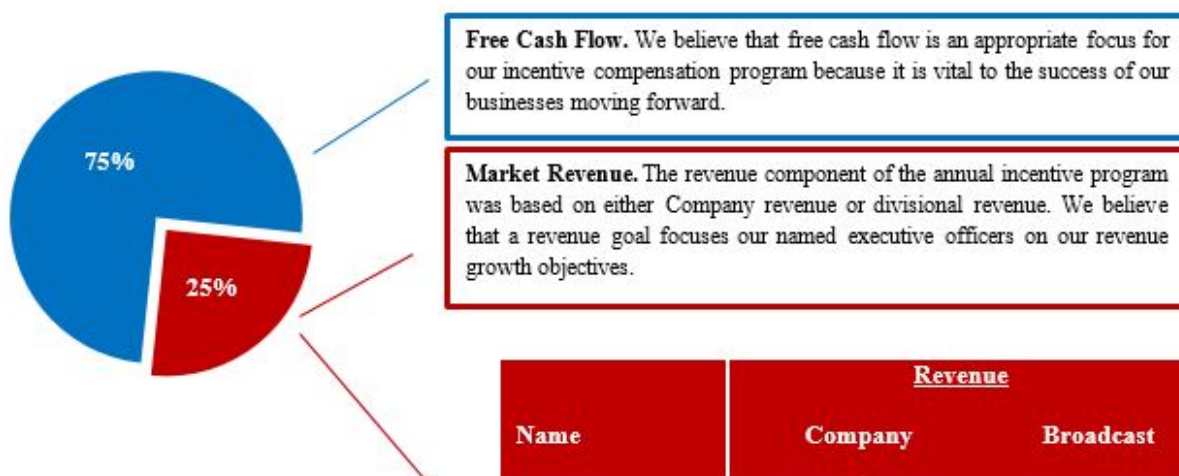 75%
25%
Free Cash Flow. We believe that free cash flow is an appropriate focus for
our incentive compensation program because it is vital to the success of our
businesses moving forward.
Market Revenue. The revenue component of the annual incentive program
was based on either Company revenue or divisional revenue. We believe
that a revenue goal focuses our named executive officers on our revenue
growth objectives.
Revenue
Name Company Broadcast